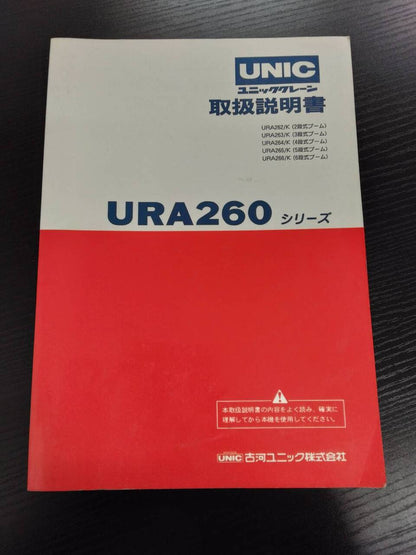 UNIC
ユニッククレーン
取扱説明書
URA262/K (2段式ブーム)
URA263/K (3段式ブーム)
URA264/K (4段式ブーム)
URA265/K (5段式ブーム)
URA266/K (6段式ブーム)
URA260 シリーズ
本取扱説明書の内容をよく読み、確実に
理解してから本機を使用してください。
UNIC 古河ユニック株式会社